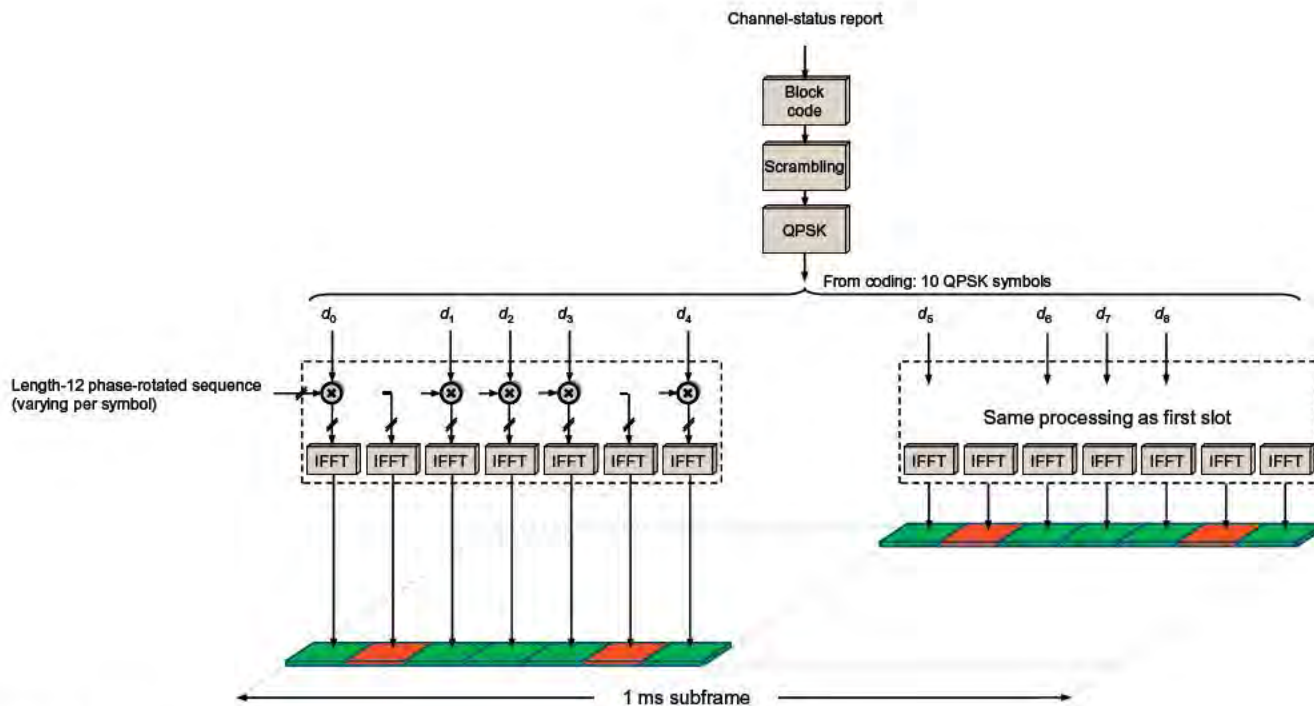 Channel-status report
Block
code
Scrambling
QPSK
From coding: 10 QPSK symbols
d0 d1 d2 d3 d4 d5 d6 d7 d8
Length-12 phase-rotated sequence
(varying per symbol)
Same processing as first slot
IFFT IFFT IFFT IFFT IFFT IFFT IFFT IFFT IFFT IFFT IFFT IFFT IFFT IFFT
1 ms subframe